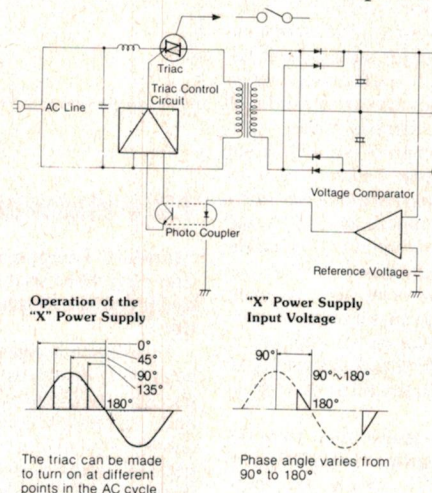 Triac
Triac Control
Circuit
AC Line
Voltage Comparator
Photo Coupler
Reference Voltage
Operation of the
"X" Power Supply
0°
45°
90°
135°
180°
The triac can be made
to turn on at different
points in the AC cycle
"X" Power Supply
Input Voltage
90°
90°~180°
180°
Phase angle varies from
90° to 180°